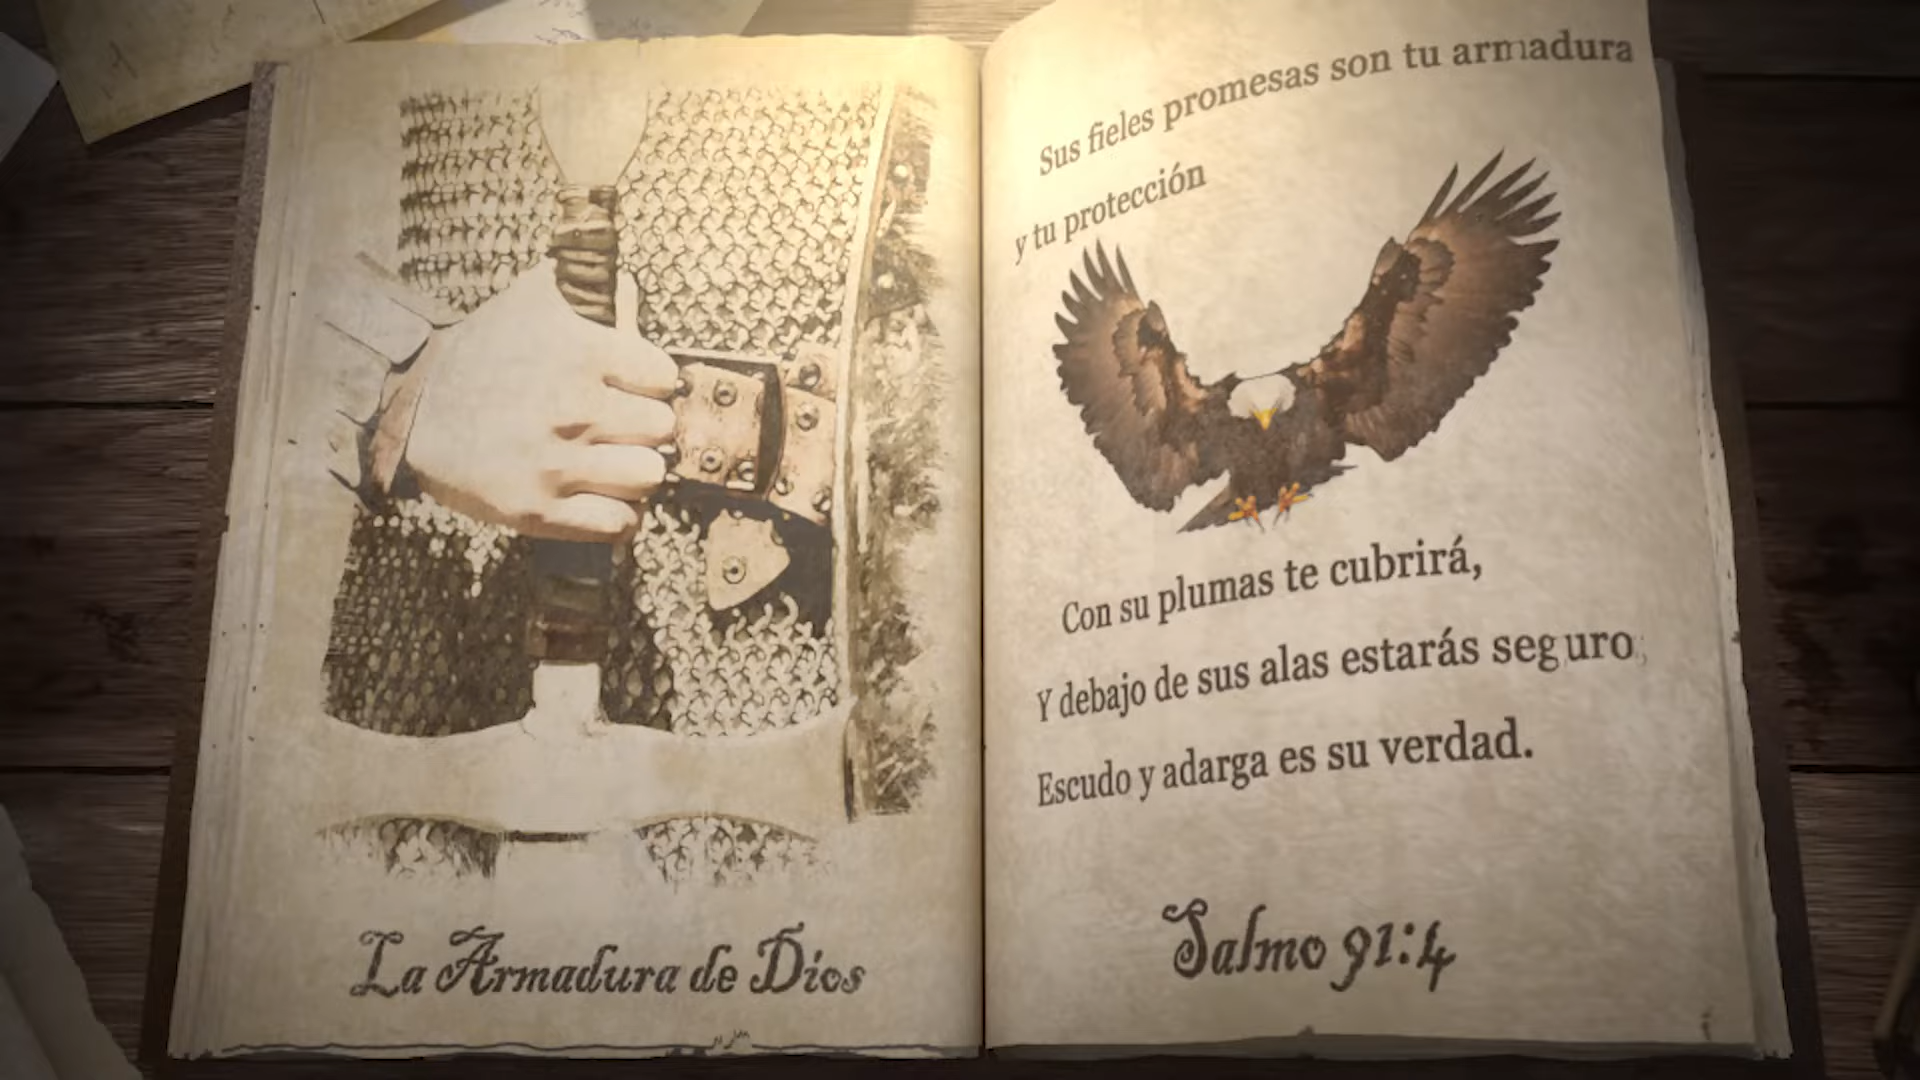 La Armadura de Dios
Sus fieles promesas son tu armadura
y tu protección
Con su plumas te cubrirá,
Y debajo de sus alas estarás seguro;
Escudo y adarga es su verdad.
Salmo 91:4